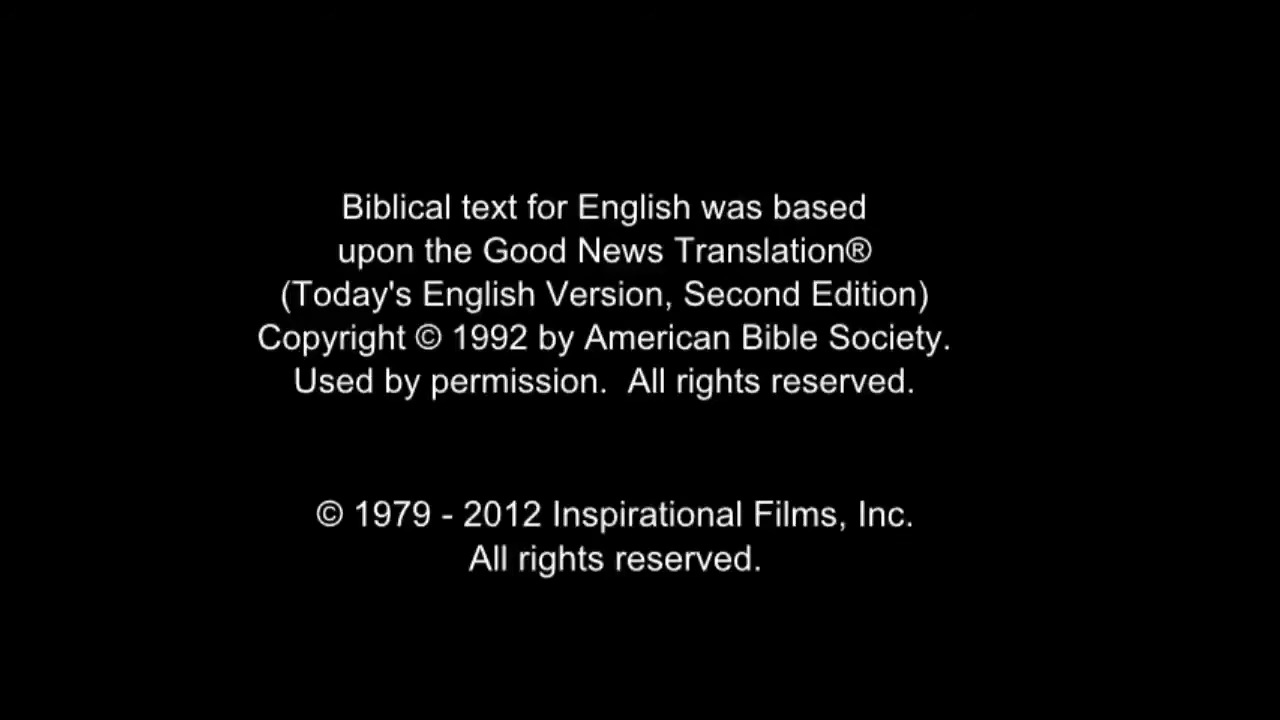 Biblical text for English was based
upon the Good News Translation®
(Today's English Version, Second Edition)
Copyright © 1992 by American Bible Society.
Used by permission.  All rights reserved.
© 1979 - 2012 Inspirational Films, Inc.
All rights reserved.